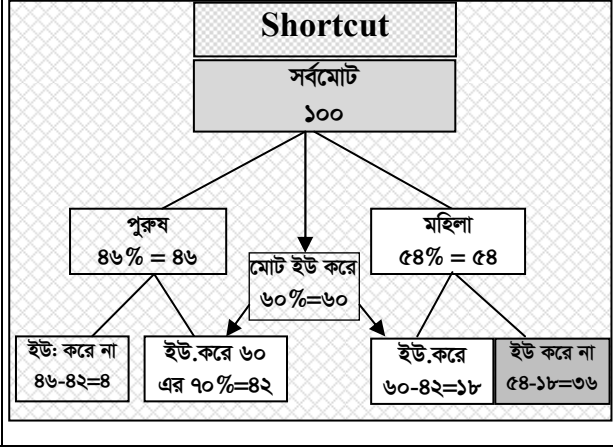 Shortcut
সর্বমোট
১০০
পুরুষ
৪৬% = ৪৬
মহিলা
৫৪% = ৫৪
মোট ইউ করে
৬০%=৬০
ইউ: করে না
৪৬-৪২=৪
ইউ.করে ৬০
এর ৭০%=৪২
ইউ.করে
৬০-৪২=১৮
ইউ করে না
৫৪-১৮=৩৬